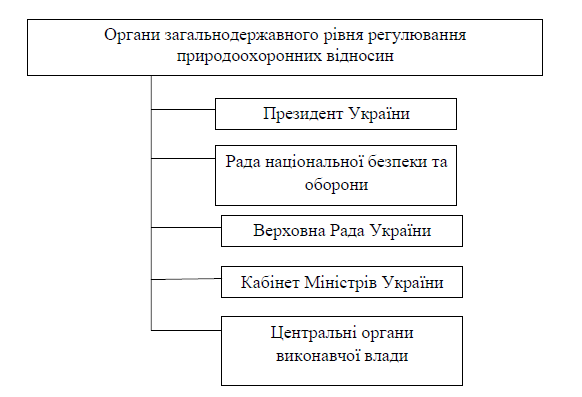 Органи загальнодержавного рівня регулювання
природоохоронних відносин
Президент України
Рада національної безпеки та
оборони
Верховна Рада України
Кабінет Міністрів України
Центральні органи
виконавчої влади